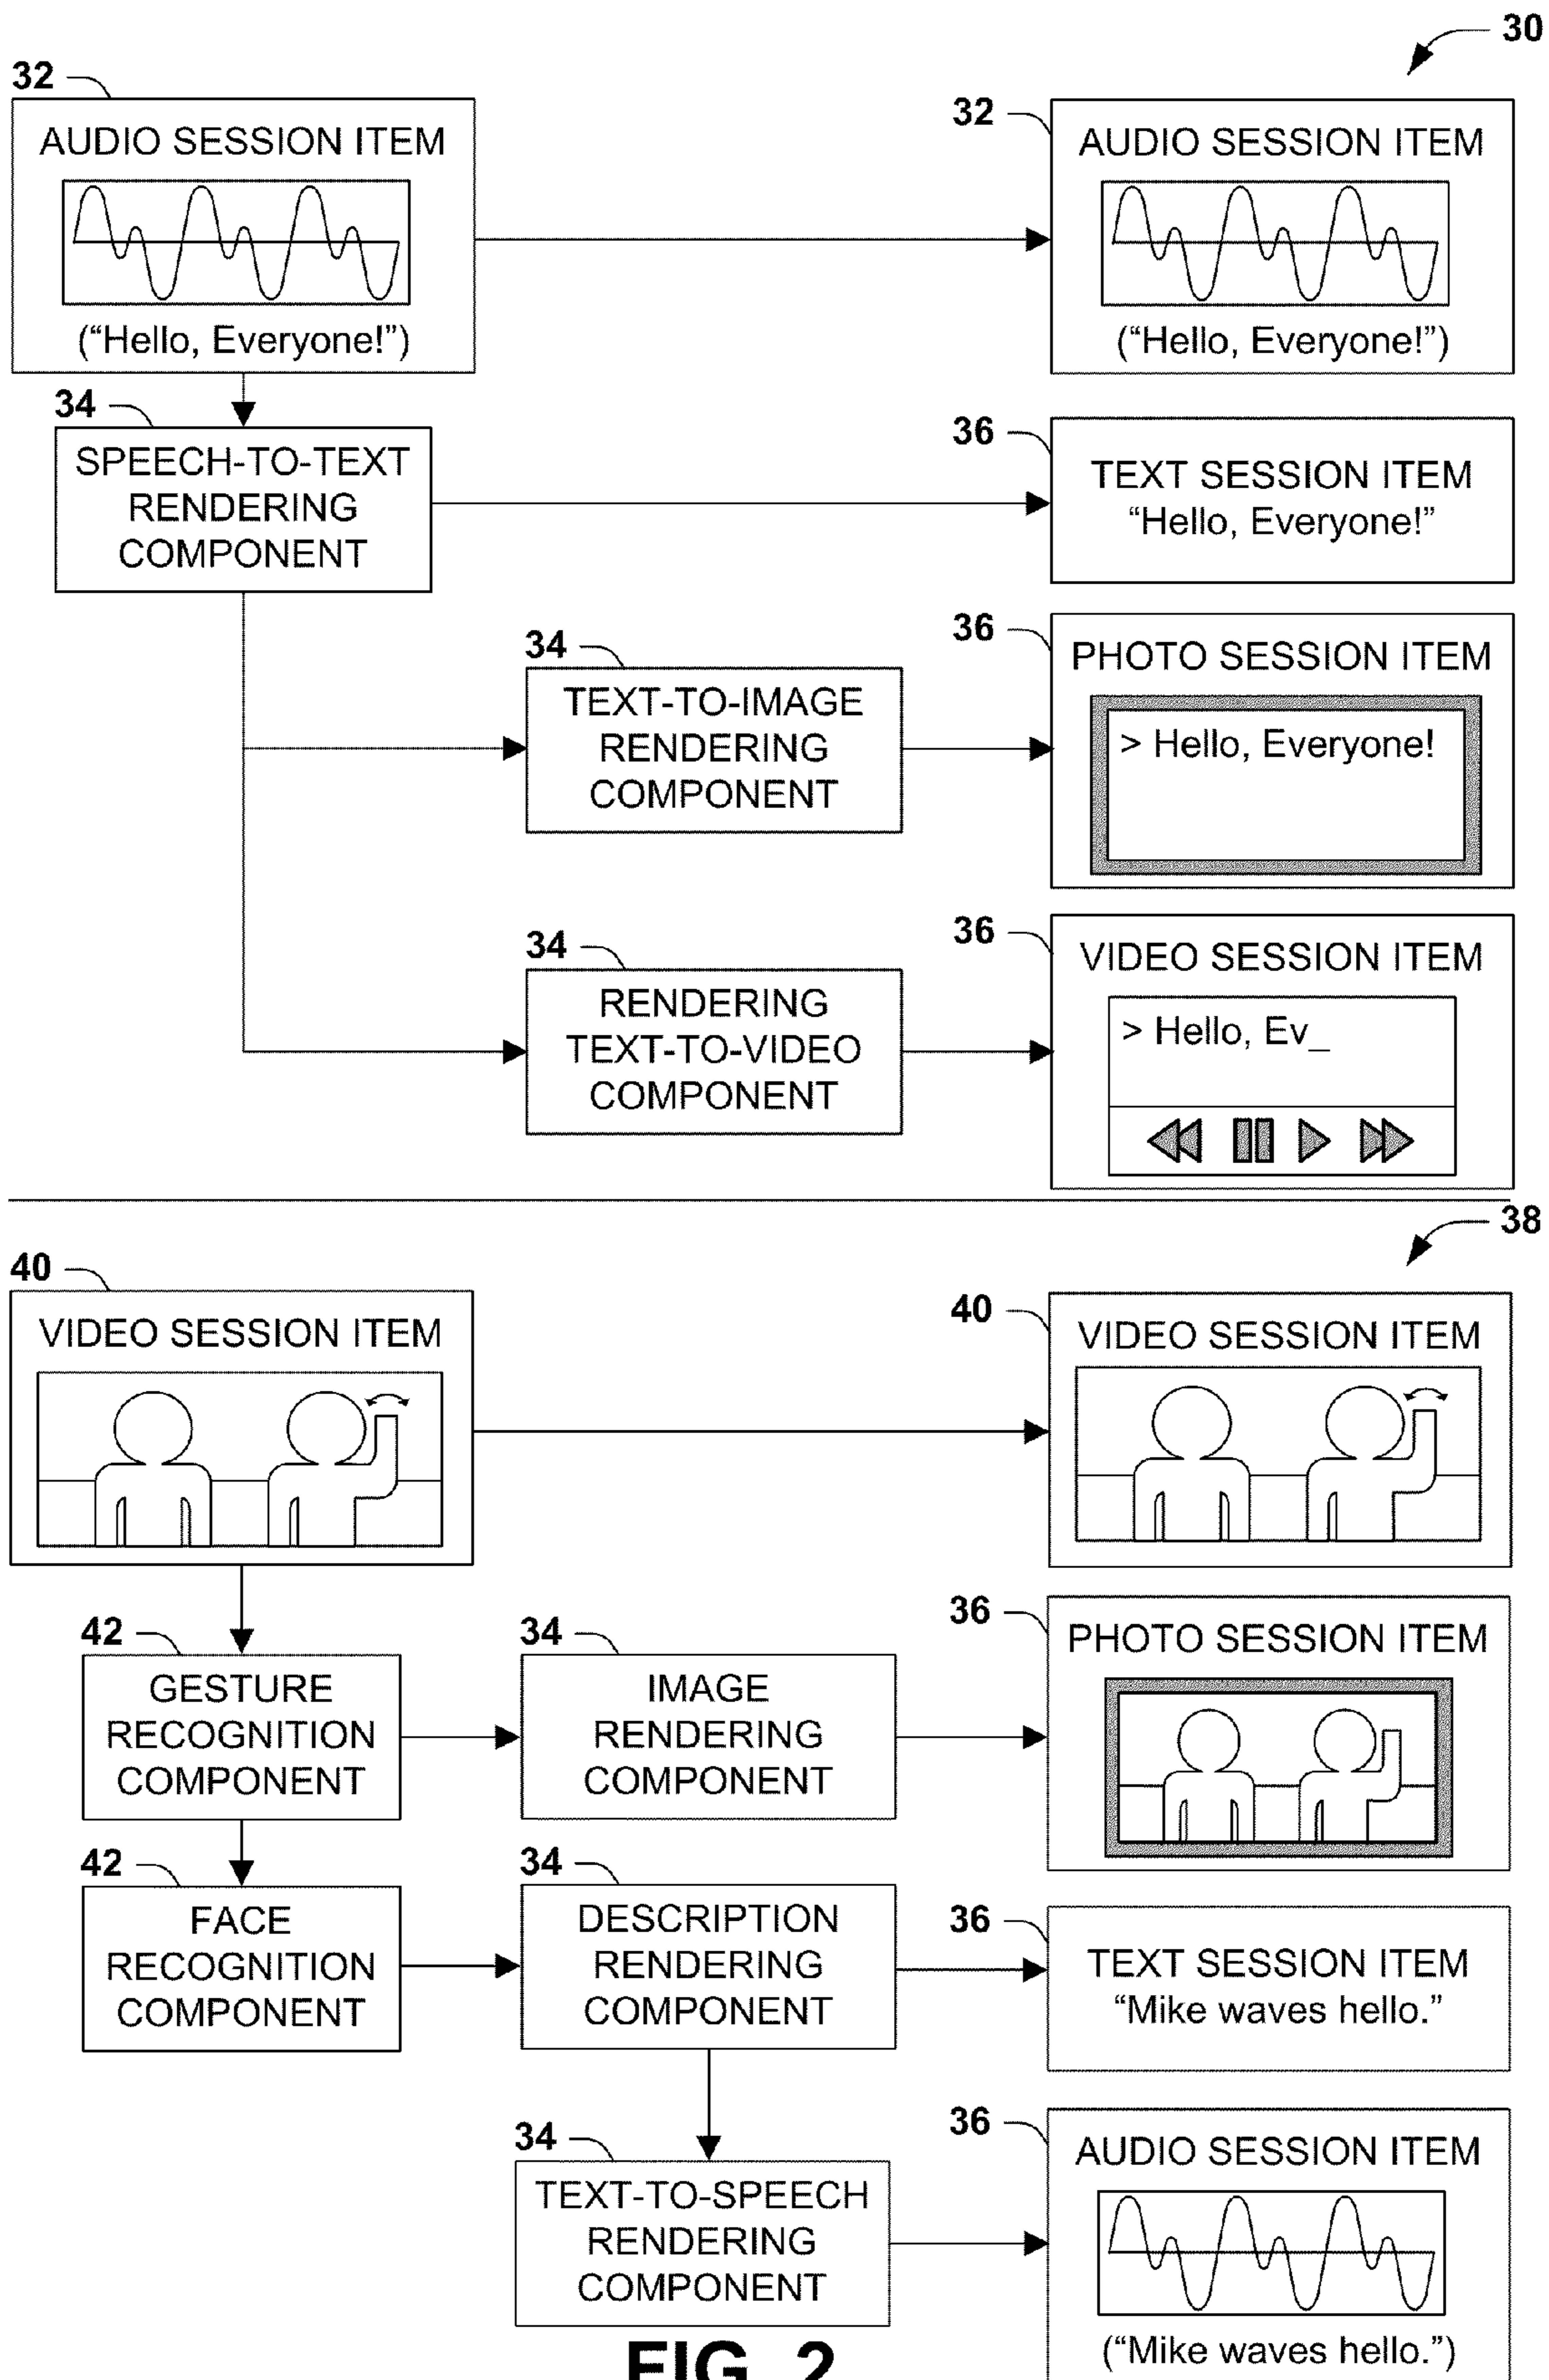 30
32
AUDIO SESSION ITEM
(“Hello, Everyone!”)
32
AUDIO SESSION ITEM
(“Hello, Everyone!”)
34
SPEECH-TO-TEXT
RENDERING
COMPONENT
36
TEXT SESSION ITEM
“Hello, Everyone!”
34
TEXT-TO-IMAGE
RENDERING
COMPONENT
36
PHOTO SESSION ITEM
> Hello, Everyone!
34
RENDERING
TEXT-TO-VIDEO
COMPONENT
36
VIDEO SESSION ITEM
> Hello, Ev_
38
40
VIDEO SESSION ITEM
40
VIDEO SESSION ITEM
42
GESTURE
RECOGNITION
COMPONENT
34
IMAGE
RENDERING
COMPONENT
36
PHOTO SESSION ITEM
42
FACE
RECOGNITION
COMPONENT
34
DESCRIPTION
RENDERING
COMPONENT
36
TEXT SESSION ITEM
“Mike waves hello.”
34
TEXT-TO-SPEECH
RENDERING
COMPONENT
36
AUDIO SESSION ITEM
(“Mike waves hello.”)
FIG. 2